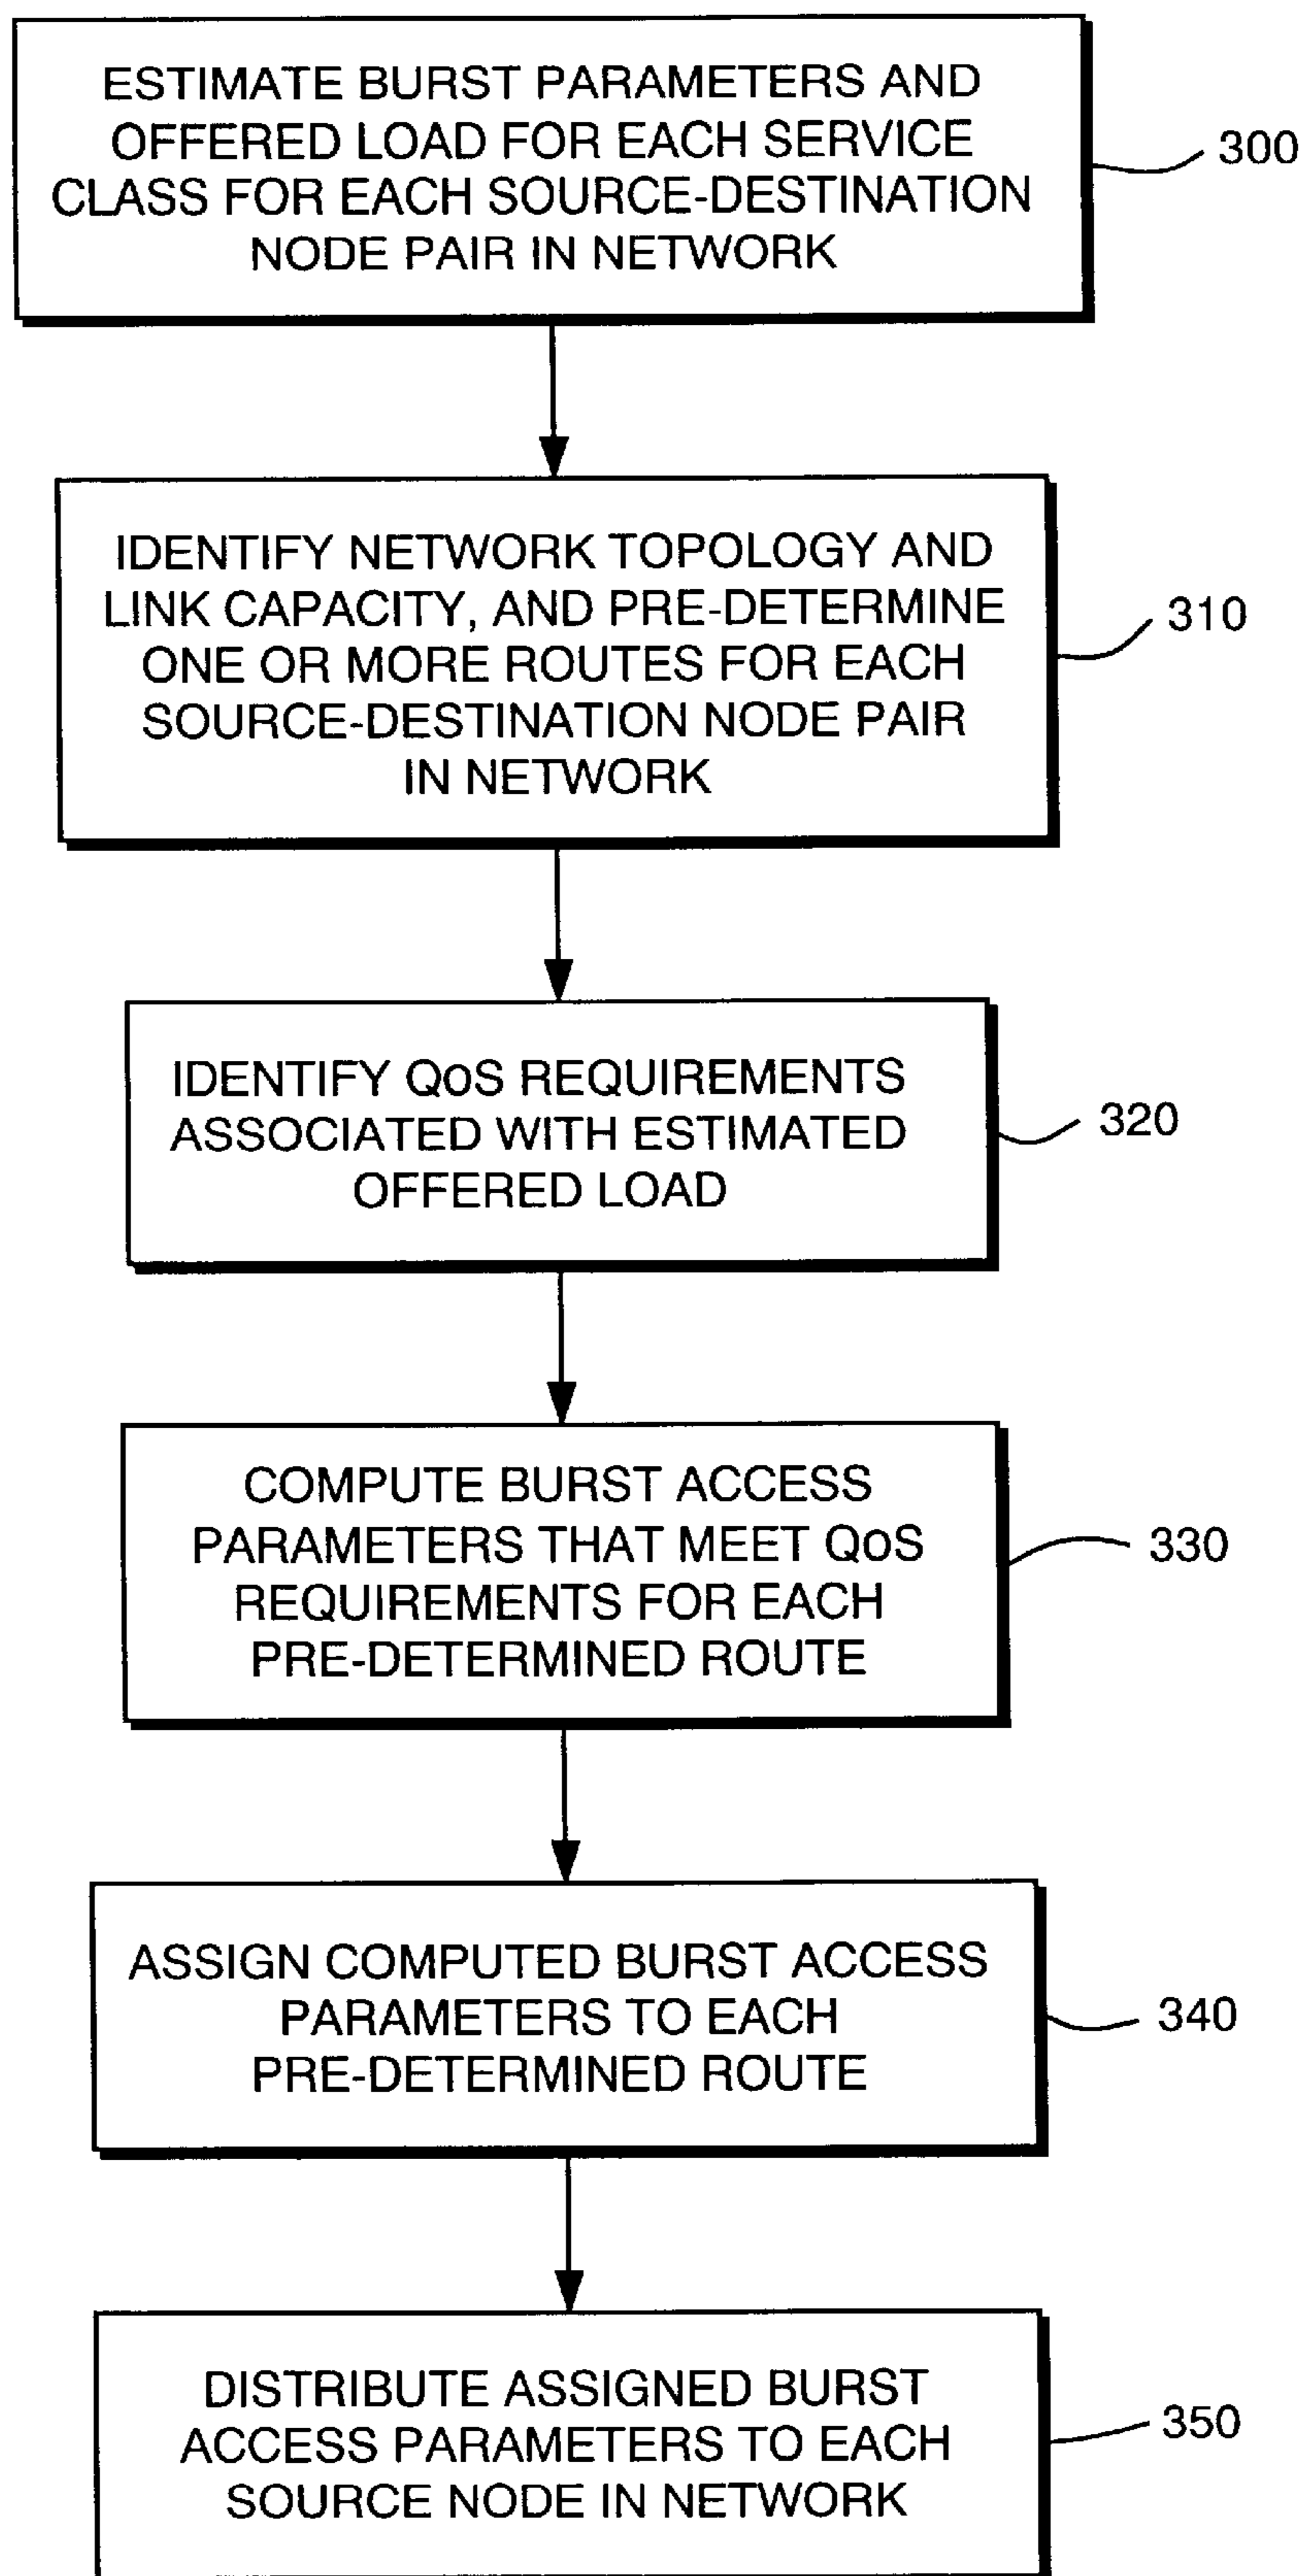 ESTIMATE BURST PARAMETERS AND
OFFERED LOAD FOR EACH SERVICE
CLASS FOR EACH SOURCE-DESTINATION
NODE PAIR IN NETWORK
300
IDENTIFY NETWORK TOPOLOGY AND
LINK CAPACITY, AND PRE-DETERMINE
ONE OR MORE ROUTES FOR EACH
SOURCE-DESTINATION NODE PAIR
IN NETWORK
310
IDENTIFY QoS REQUIREMENTS
ASSOCIATED WITH ESTIMATED
OFFERED LOAD
320
COMPUTE BURST ACCESS
PARAMETERS THAT MEET QoS
REQUIREMENTS FOR EACH
PRE-DETERMINED ROUTE
330
ASSIGN COMPUTED BURST ACCESS
PARAMETERS TO EACH
PRE-DETERMINED ROUTE
340
DISTRIBUTE ASSIGNED BURST
ACCESS PARAMETERS TO EACH
SOURCE NODE IN NETWORK
350